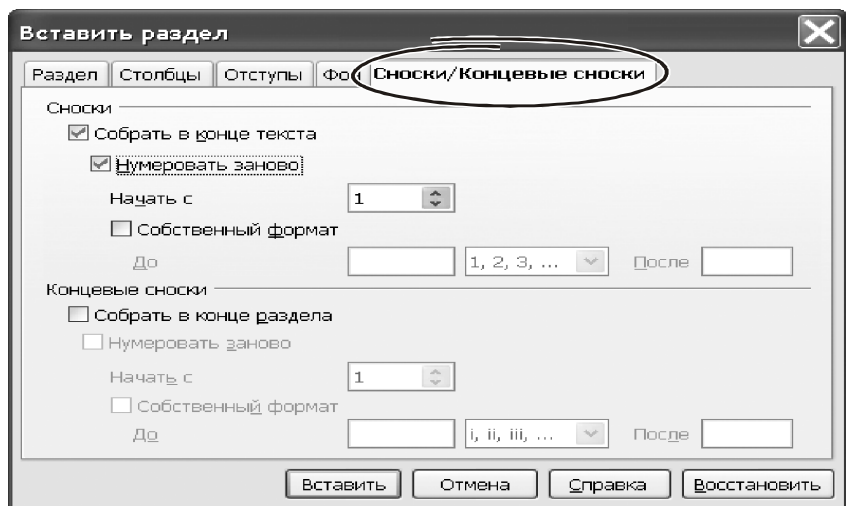 Вставить раздел
Раздел Столбцы Отступы Фон Сноски/Концевые сноски
Сноски
Собрать в конце текста
Нумеровать заново
Начать с 1
Собственный формат
До 1, 2, 3, ... После
Концевые сноски
Собрать в конце раздела
Нумеровать заново
Начать с 1
Собственный формат
До i, ii, iii, ... После
Вставить Отмена Справка Восстановить